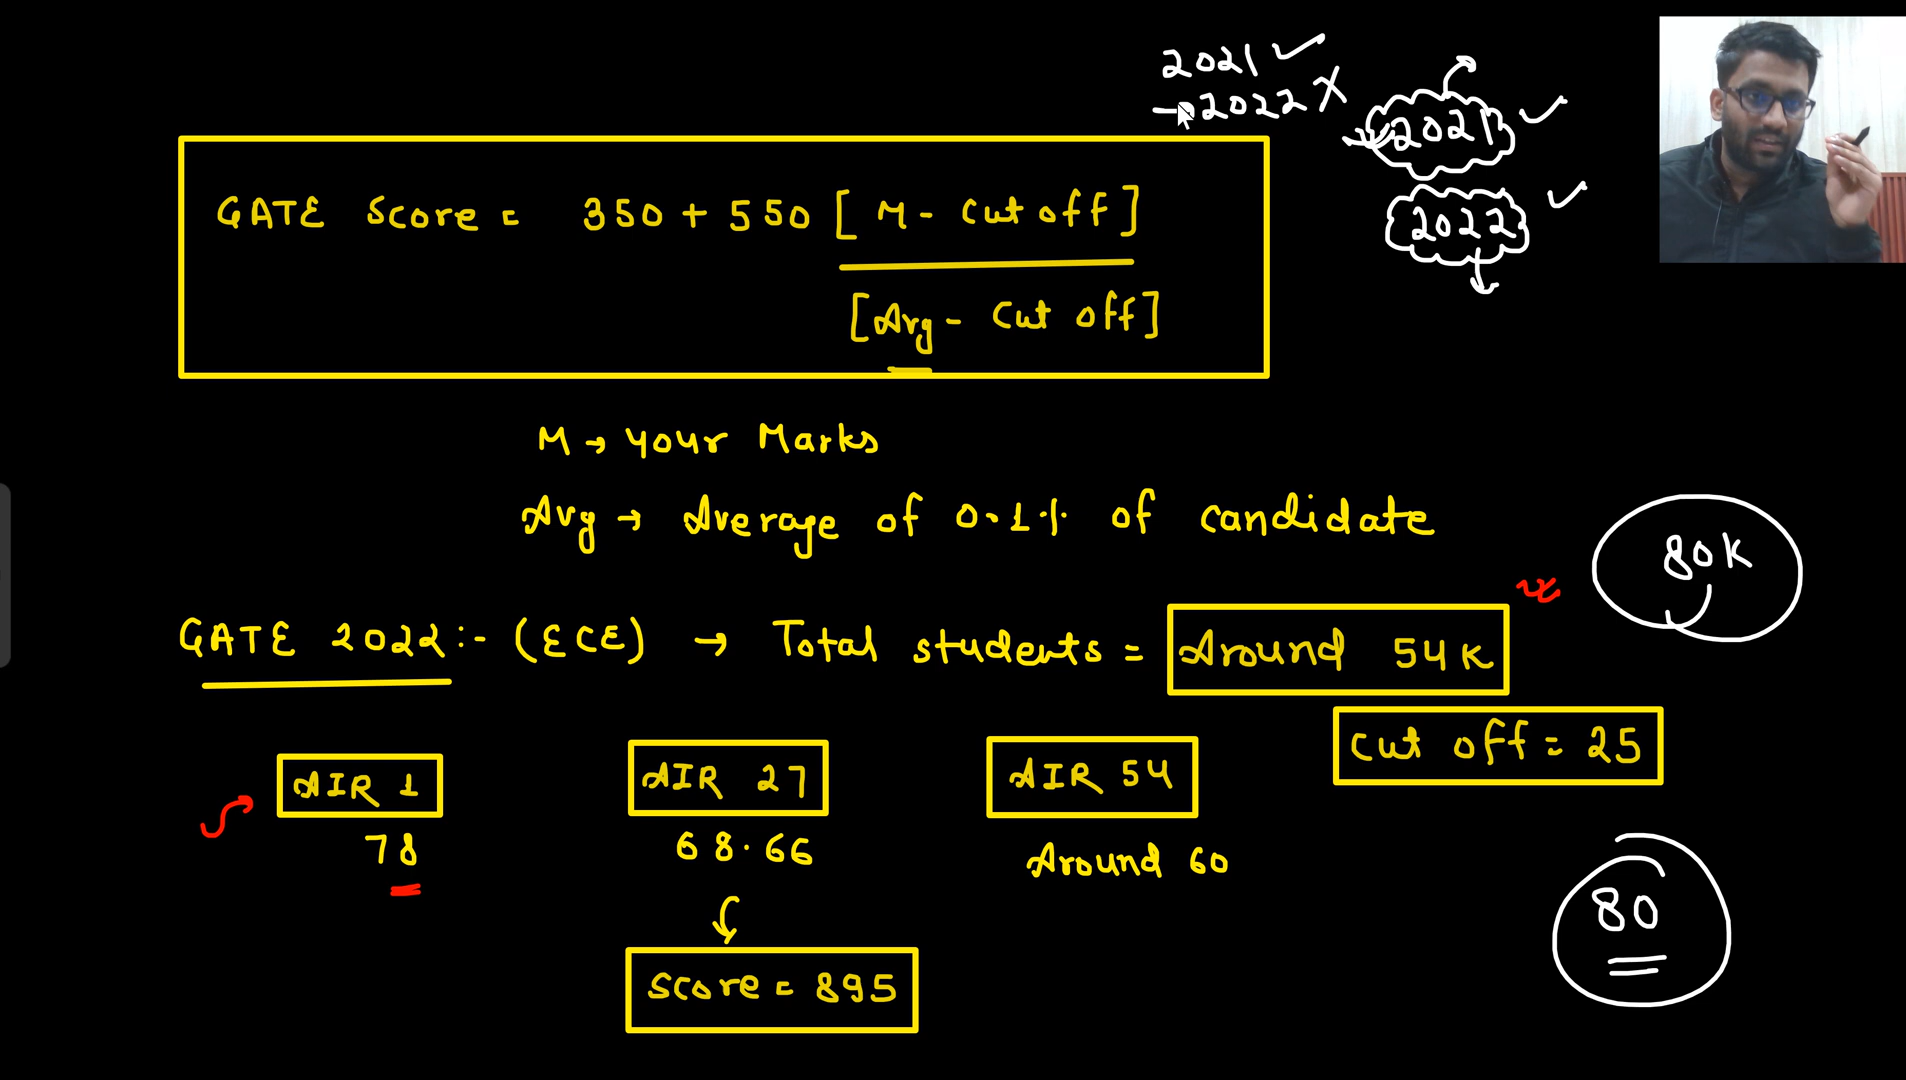 2021
2022
2021
2022
GATE Score = 350 + 550 [M - Cut off]
[Avg - Cut off]
M → your Marks
Avg → Average of 0.1% of candidate
80K
GATE 2022:- (ECE) → Total students = Around 54K
Cut off = 25
AIR 1
AIR 27
AIR 54
78
68.66
Around 60
80
Score = 895